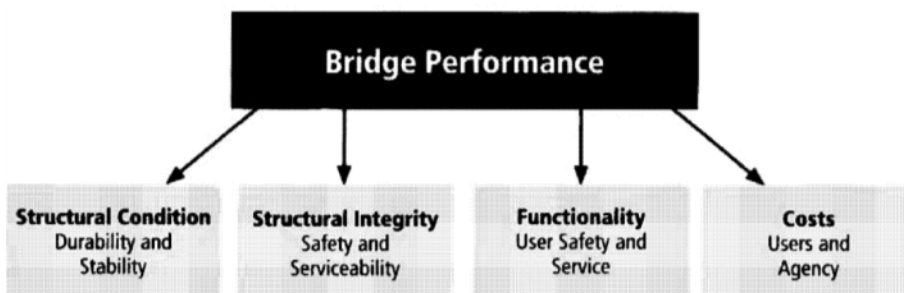 Bridge Performance
Structural Condition
Durability and
Stability
Structural Integrity
Safety and
Serviceability
Functionality
User Safety and
Service
Costs
Users and
Agency